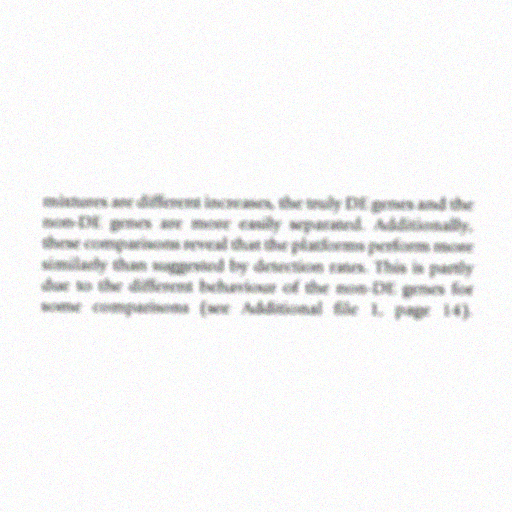 mixtures are different increases, the truly DE genes and the
non-DE genes are more easily separated. Additionally,
these comparisons reveal that the platforms perform more
similarly than suggested by detection rates. This is partly
due to the different behaviour of the non-DE genes for
some comparisons (see Additional file 1, page 14).